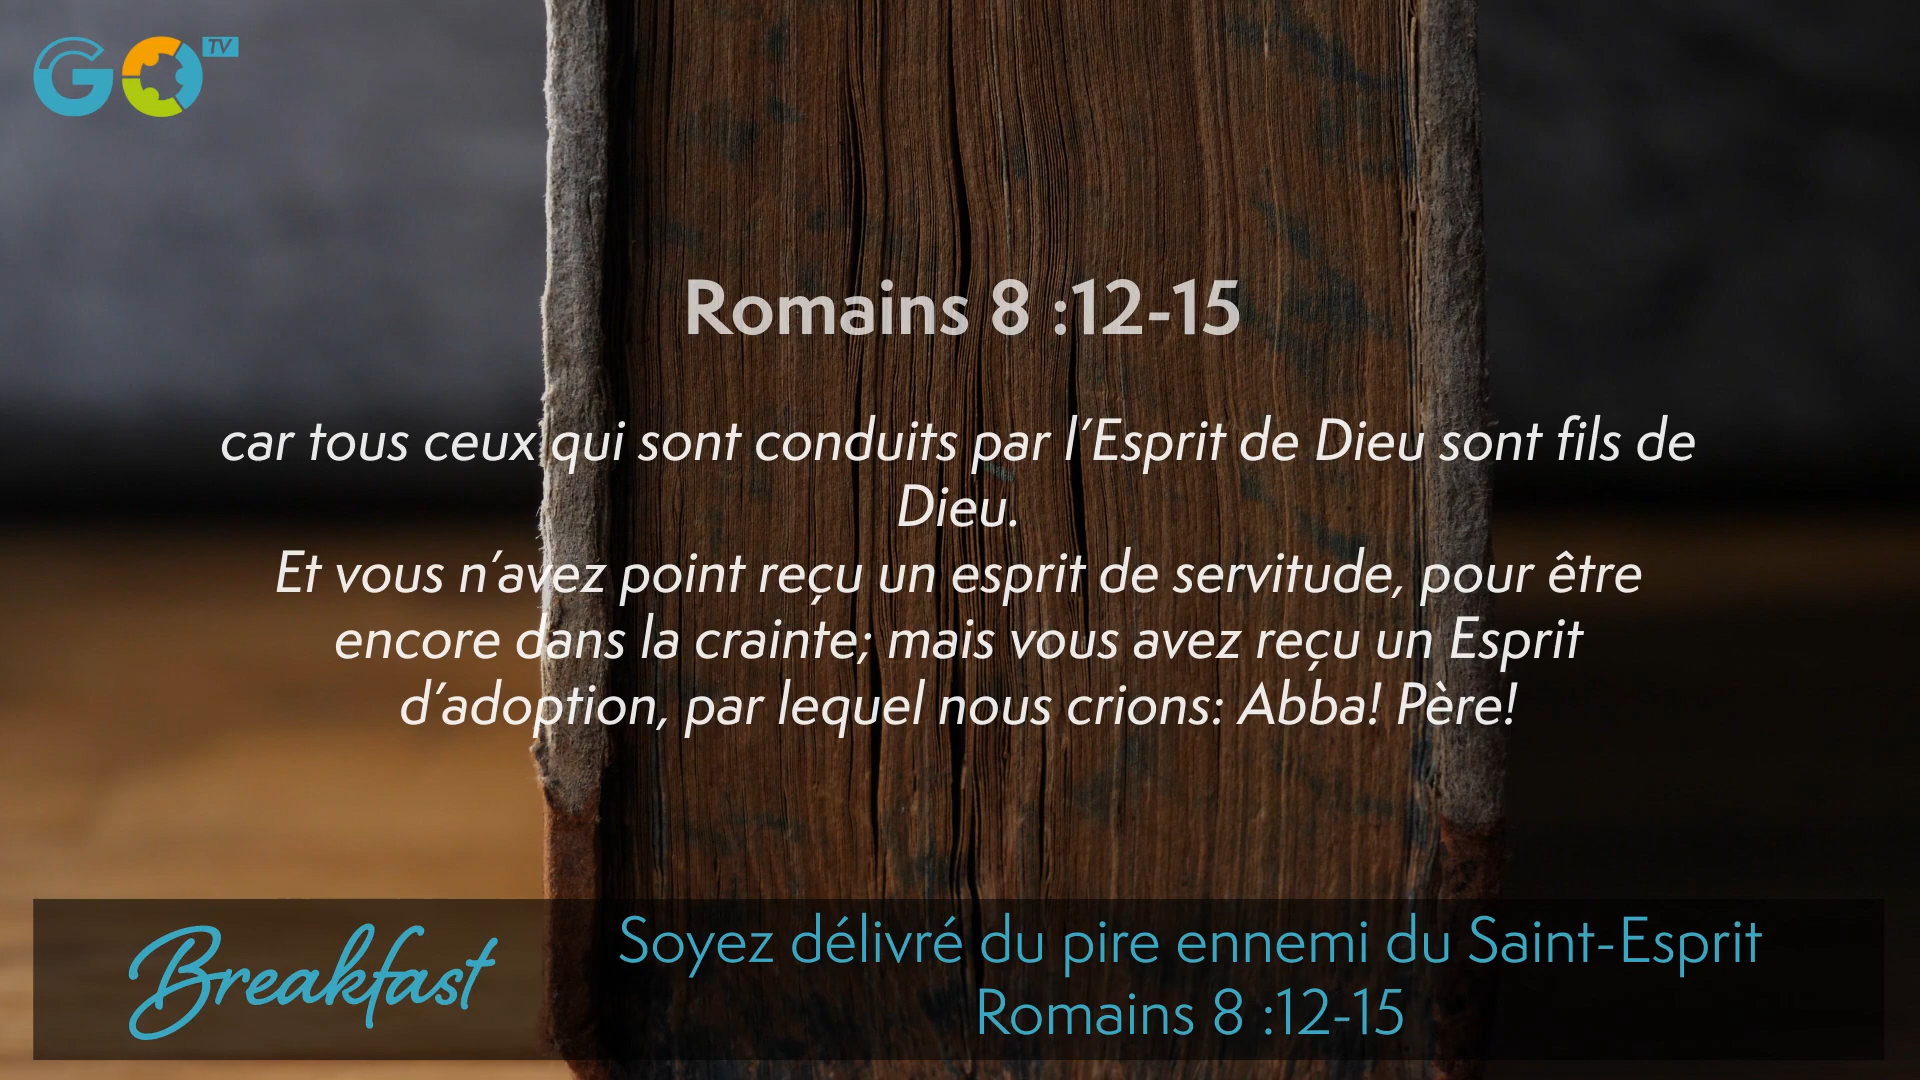 GO TV
Romains 8 :12-15
car tous ceux qui sont conduits par l’Esprit de Dieu sont fils de
Dieu.
Et vous n’avez point reçu un esprit de servitude, pour être
encore dans la crainte; mais vous avez reçu un Esprit
d’adoption, par lequel nous crions: Abba! Père!
Breakfast
Soyez délivré du pire ennemi du Saint-Esprit
Romains 8 :12-15